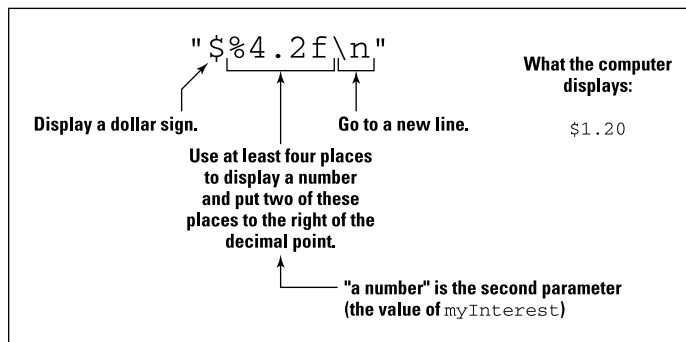 "$%4.2f\n"
Display a dollar sign.
Go to a new line.
Use at least four places
to display a number
and put two of these
places to the right of the
decimal point.
"a number" is the second parameter
(the value of myInterest)
What the computer
displays:
$1.20